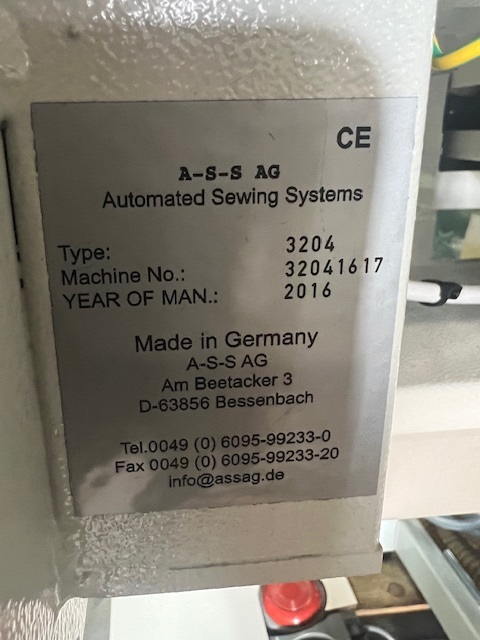 CE
A-S-S AG
Automated Sewing Systems
Type: 3204
Machine No.: 32041617
YEAR OF MAN.: 2016
Made in Germany
A-S-S AG
Am Beetacker 3
D-63856 Bessenbach
Tel.0049 (0) 6095-99233-0
Fax 0049 (0) 6095-99233-20
info@assag.de